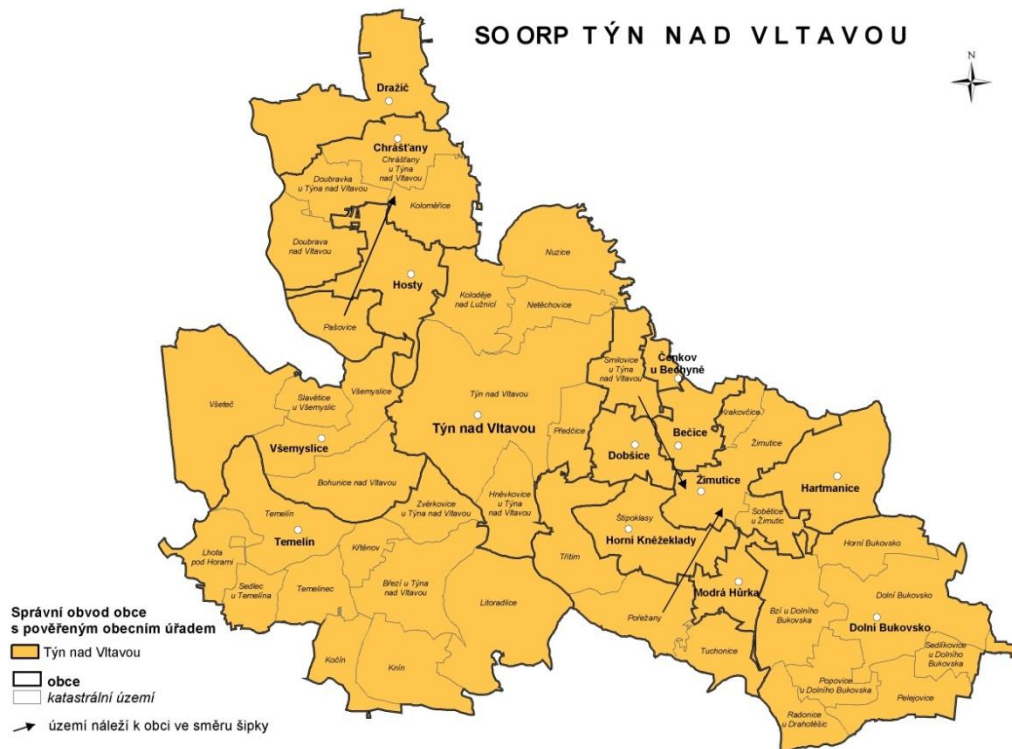 SO ORP TÝN NAD VLTAVOU
N
Dražíč
Chrášťany
Chrášťany
u Týna
nad Vltavou
Doubravka
u Týna nad Vltavou
Koloměřice
Doubrava
nad Vltavou
Nuzice
Hosty
Koloděje
nad Lužnicí
Netěchovice
Pašovice
Smilovice
u Týna
nad Vltavou
Čenkov
u Bechyně
Všemyslice
Slavětice
u Všemyslic
Všeteč
Týn nad Vltavou
Týn nad Vltavou
Předčice
Krakovčice
Žimutice
Bečice
Dobšice
Všemyslice
Bohunice nad Vltavou
Žimutice
Hartmanice
Hněvkovice
u Týna
nad Vltavou
Zvěrkovice
u Týna nad Vltavou
Štipoklasy
Horní Kněžeklady
Sobětice
u Žimutic
Temelín
Temelín
Horní Bukovsko
Křtěnov
Lhota
pod Horami
Sedlec
u Temelína
Temelínec
Březí u Týna
nad Vltavou
Litoradlice
Třitim
Modrá Hůrka
Dolní Bukovsko
Pořežany
Bzí u Dolního
Bukovska
Dolní Bukovsko
Sedlíkovice
u Dolního
Bukovska
Tuchonice
Kočín
Knín
Popovice
u Dolního Bukovska
Pelejovice
Radonice
u Drahotěšic
Správní obvod obce
s pověřeným obecním úřadem
Týn nad Vltavou
obce
katastrální území
území náleží k obci ve směru šipky